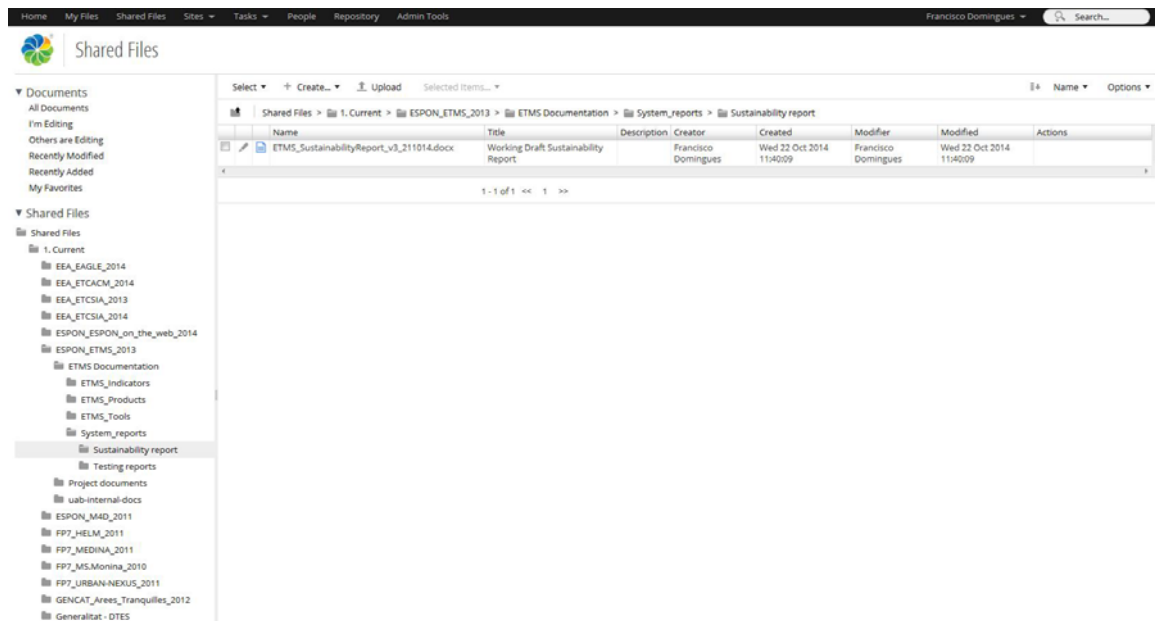 Home My Files Shared Files Sites Tasks People Repository Admin Tools Francisco Domingues Search...
Shared Files
Documents
All Documents
I'm Editing
Others are Editing
Recently Modified
Recently Added
My Favorites
Shared Files
Shared Files
1. Current
EEA_EAGLE_2014
EEA_ETCACM_2014
EEA_ETCSIA_2013
EEA_ETCSIA_2014
ESPON_ESPON_on_the_web_2014
ESPON_ETMS_2013
ETMS Documentation
ETMS_Indicators
ETMS_Products
ETMS_Tools
System_reports
Sustainability report
Testing reports
Project documents
uab-internal-docs
ESPON_M4D_2011
FP7_HELM_2011
FP7_MEDINA_2011
FP7_MS.Monina_2010
FP7_URBAN-NEXUS_2011
GENCAT_Arees_Tranquilles_2012
Generalitat - DTES
Select + Create... Upload Selected Items... Name Options
Shared Files > 1. Current > ESPON_ETMS_2013 > ETMS Documentation > System_reports > Sustainability report
Name Title Description Creator Created Modifier Modified Actions
ETMS_SustainabilityReport_v3_211014.docx Working Draft Sustainability Francisco Wed 22 Oct 2014 Francisco Wed 22 Oct 2014
Report Domingues 11:40:09 Domingues 11:40:09
1 - 1 of 1 << 1 >>